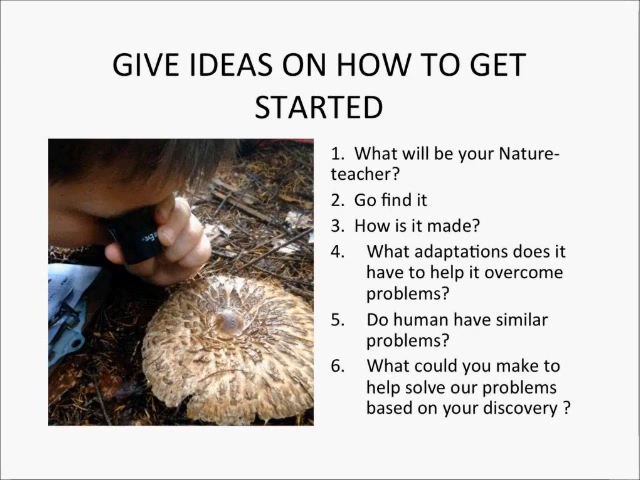 GIVE IDEAS ON HOW TO GET
STARTED
1. What will be your Nature-
teacher?
2. Go find it
3. How is it made?
4. What adaptations does it
have to help it overcome
problems?
5. Do human have similar
problems?
6. What could you make to
help solve our problems
based on your discovery ?